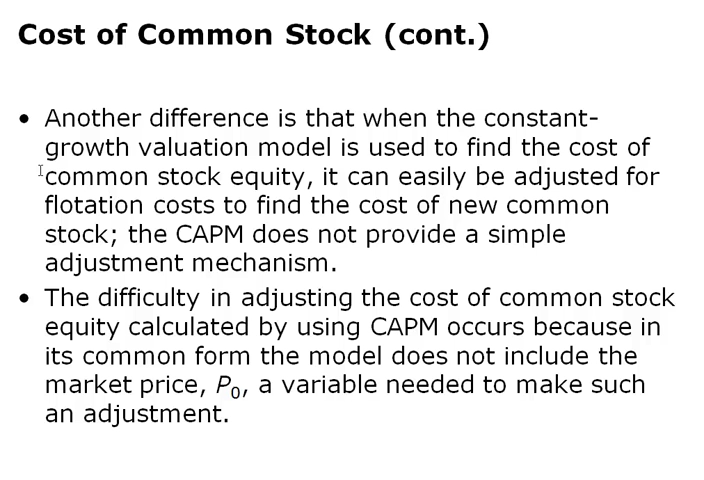 Cost of Common Stock (cont.)
• Another difference is that when the constant-
growth valuation model is used to find the cost of
common stock equity, it can easily be adjusted for
flotation costs to find the cost of new common
stock; the CAPM does not provide a simple
adjustment mechanism.
• The difficulty in adjusting the cost of common stock
equity calculated by using CAPM occurs because in
its common form the model does not include the
market price, P₀, a variable needed to make such
an adjustment.